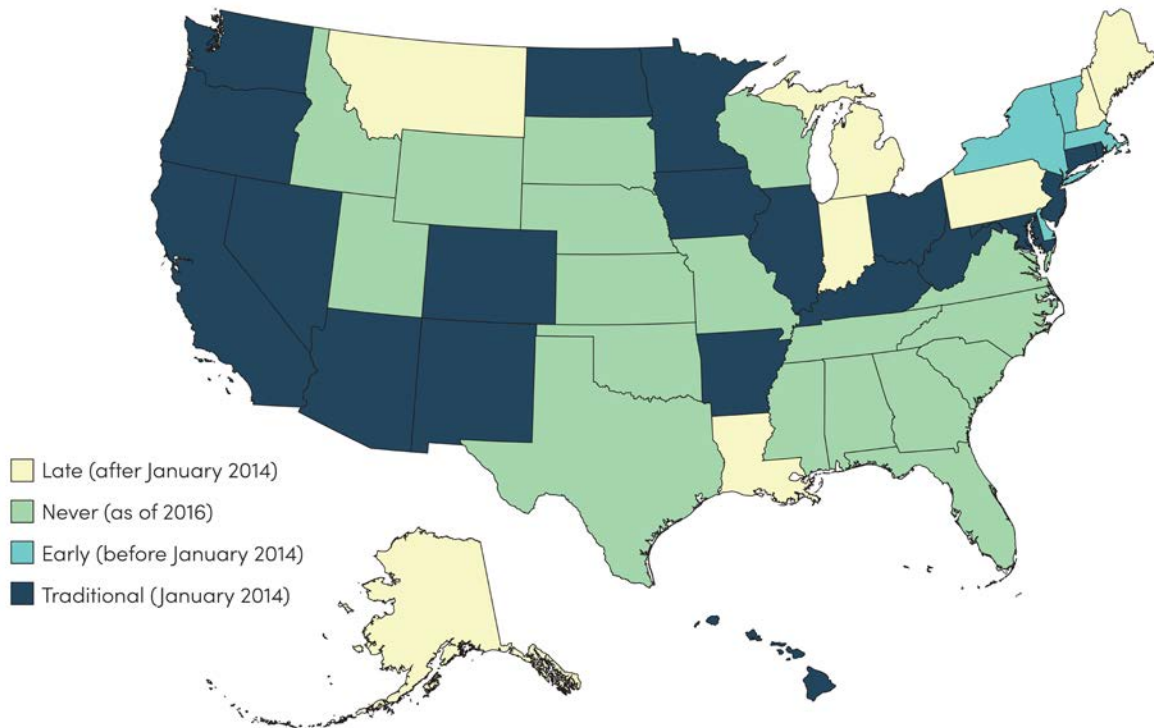 Late (after January 2014)
Never (as of 2016)
Early (before January 2014)
Traditional (January 2014)